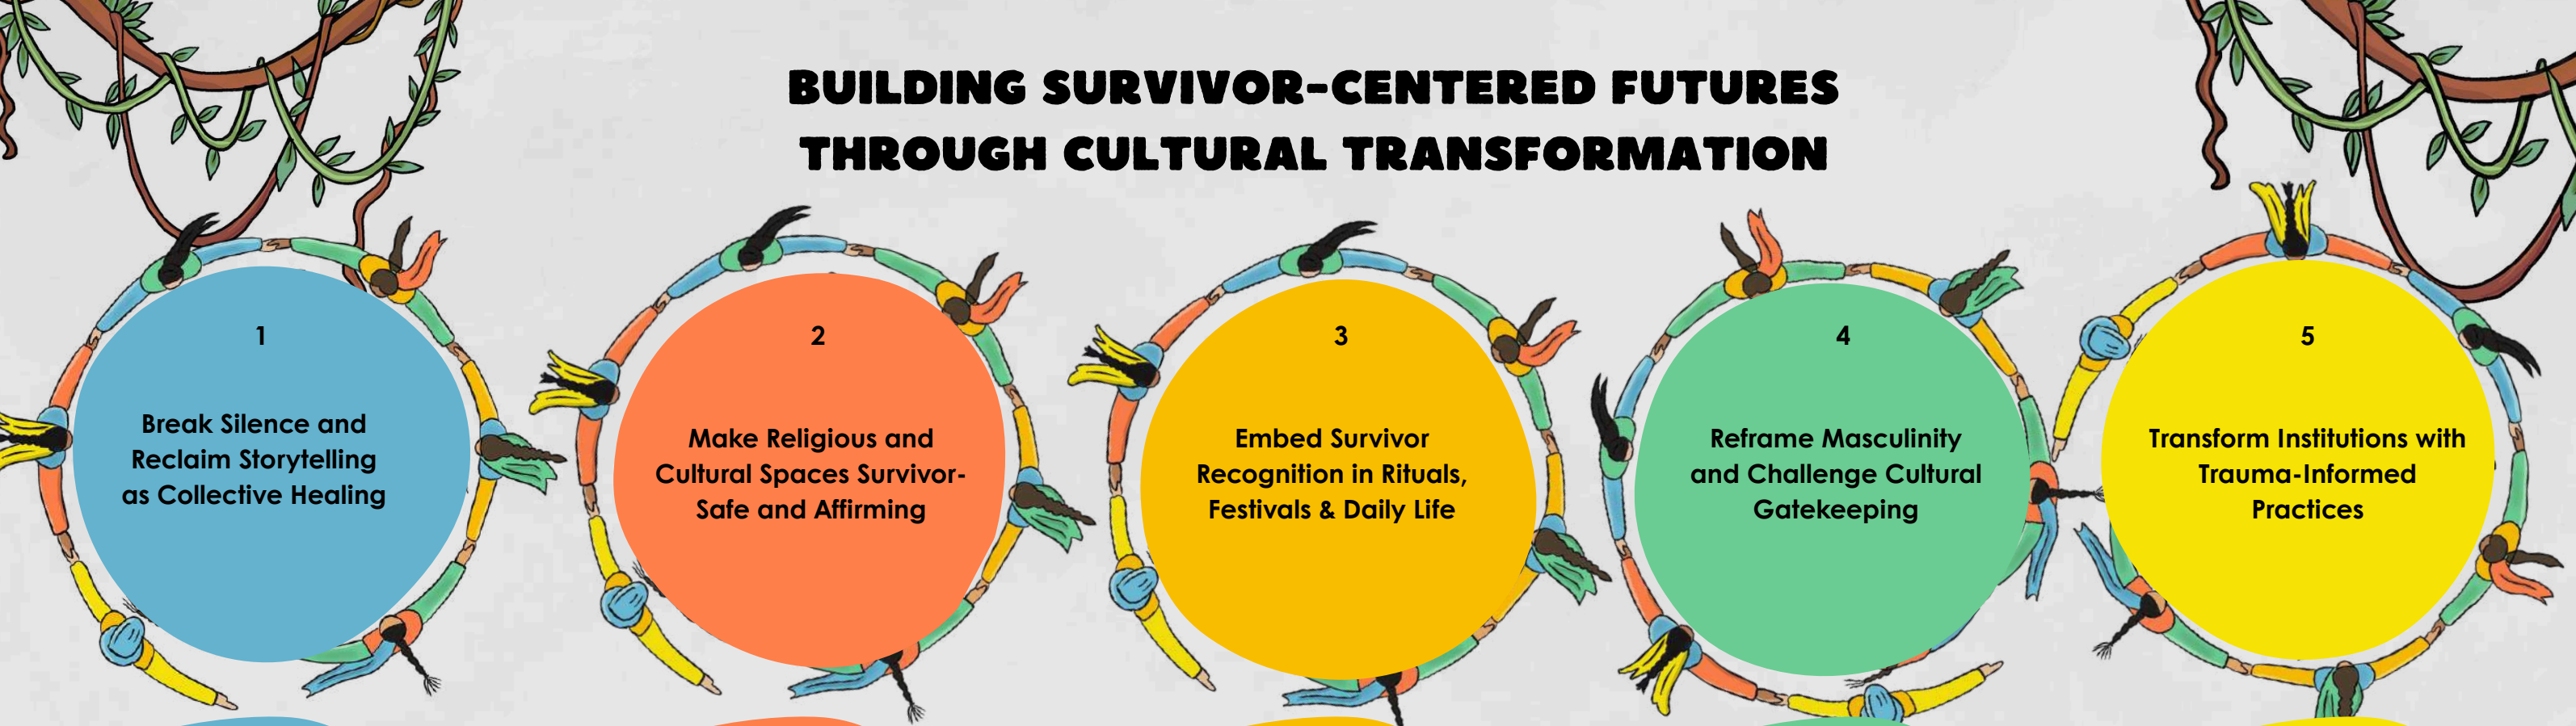 BUILDING SURVIVOR-CENTERED FUTURES
THROUGH CULTURAL TRANSFORMATION
1
Break Silence and
Reclaim Storytelling
as Collective Healing
2
Make Religious and
Cultural Spaces Survivor-
Safe and Affirming
3
Embed Survivor
Recognition in Rituals,
Festivals & Daily Life
4
Reframe Masculinity
and Challenge Cultural
Gatekeeping
5
Transform Institutions with
Trauma-Informed
Practices